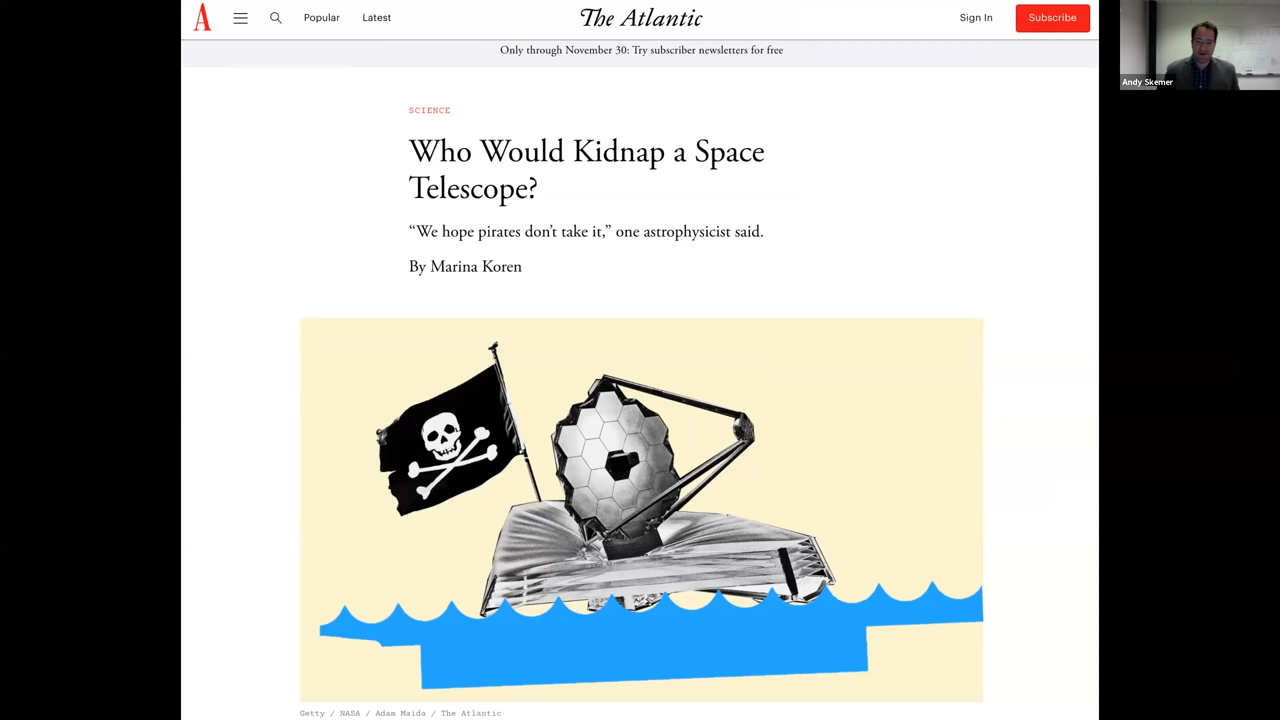 A
Popular
Latest
The Atlantic
Sign In
Subscribe
Andy Skemer
Only through November 30: Try subscriber newsletters for free
SCIENCE
Who Would Kidnap a Space
Telescope?
“We hope pirates don’t take it,” one astrophysicist said.
By Marina Koren
Getty / NASA / Adam Maida / The Atlantic